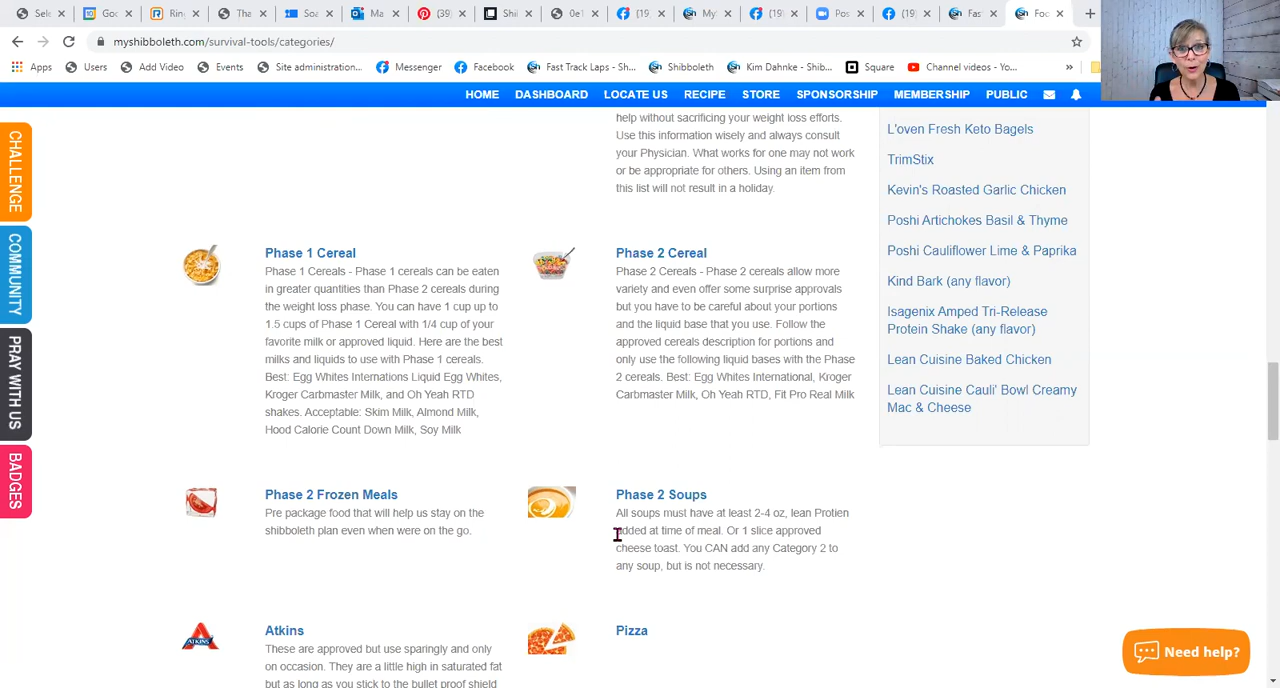 Sele
Goo
Rin
Tha
Soa
Ma
(39)
Shi
0e1
(19)
MyS
(19)
Pos
(19)
Fas
Foo
myshibboleth.com/survival-tools/categories/
Apps Users Add Video Events Site administration... Messenger Facebook Fast Track Laps - Sh... Shibboleth Kim Dahnke - Shib... Square Channel videos - Yo... »
HOME DASHBOARD LOCATE US RECIPE STORE SPONSORSHIP MEMBERSHIP PUBLIC
CHALLENGE
COMMUNITY
PRAY WITH US
BADGES
help without sacrificing your weight loss efforts.
Use this information wisely and always consult
your Physician. What works for one may not work
or be appropriate for others. Using an item from
this list will not result in a holiday.
Phase 1 Cereal
Phase 1 Cereals - Phase 1 cereals can be eaten
in greater quantities than Phase 2 cereals during
the weight loss phase. You can have 1 cup up to
1.5 cups of Phase 1 Cereal with 1/4 cup of your
favorite milk or approved liquid. Here are the best
milks and liquids to use with Phase 1 cereals.
Best: Egg Whites Internations Liquid Egg Whites,
Kroger Carbmaster Milk, and Oh Yeah RTD
shakes. Acceptable: Skim Milk, Almond Milk,
Hood Calorie Count Down Milk, Soy Milk
Phase 2 Cereal
Phase 2 Cereals - Phase 2 cereals allow more
variety and even offer some surprise approvals
but you have to be careful about your portions
and the liquid base that you use. Follow the
approved cereals description for portions and
only use the following liquid bases with the Phase
2 cereals. Best: Egg Whites International, Kroger
Carbmaster Milk, Oh Yeah RTD, Fit Pro Real Milk
Phase 2 Frozen Meals
Pre package food that will help us stay on the
shibboleth plan even when were on the go.
Phase 2 Soups
All soups must have at least 2-4 oz, lean Protien
added at time of meal. Or 1 slice approved
cheese toast. You CAN add any Category 2 to
any soup, but is not necessary.
ATKINS
Atkins
These are approved but use sparingly and only
on occasion. They are a little high in saturated fat
but as long as you stick to the bullet proof shield
Pizza
L'oven Fresh Keto Bagels
TrimStix
Kevin's Roasted Garlic Chicken
Poshi Artichokes Basil & Thyme
Poshi Cauliflower Lime & Paprika
Kind Bark (any flavor)
Isagenix Amped Tri-Release
Protein Shake (any flavor)
Lean Cuisine Baked Chicken
Lean Cuisine Cauli' Bowl Creamy
Mac & Cheese
Need help?